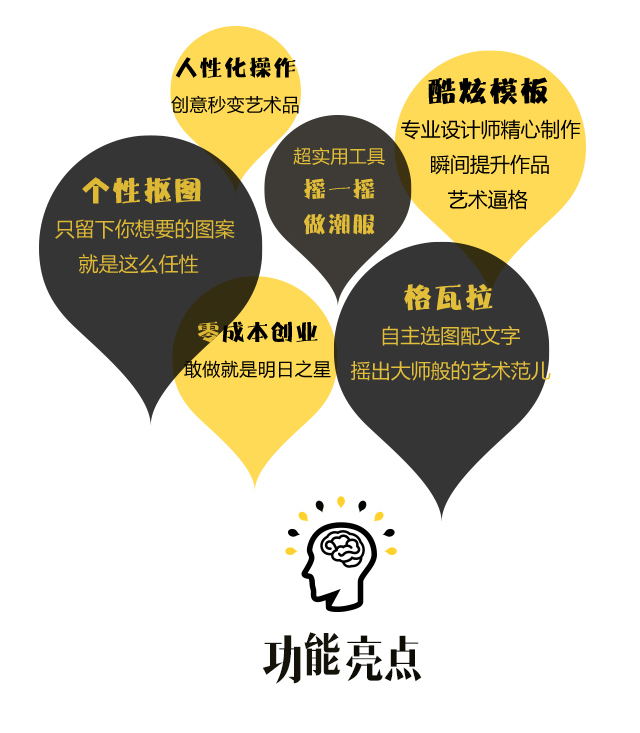 人性化操作
创意秒变艺术品
酷炫模板
专业设计师精心制作
瞬间提升作品
艺术逼格
超实用工具
摇一摇
做潮服
个性抠图
只留下你想要的图案
就是这么任性
格瓦拉
自主选图配文字
摇出大师般的艺术范儿
零成本创业
敢做就是明日之星
功能亮点